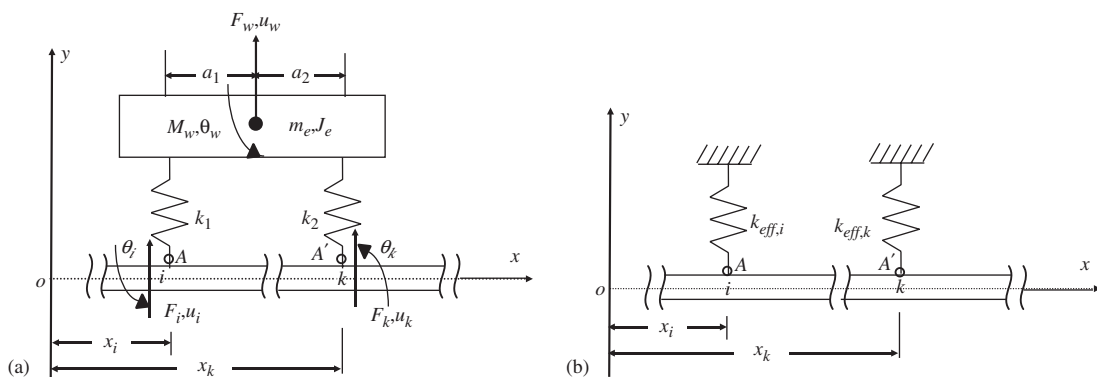 F_w,u_w
y
a_1
a_2
M_w,θ_w
m_e,J_e
k_1
k_2
θ_i
A
A'
θ_k
x
i
k
o
F_i,u_i
F_k,u_k
x_i
x_k
(a)
y
k_eff,i
k_eff,k
A
A'
x
i
k
o
x_i
x_k
(b)